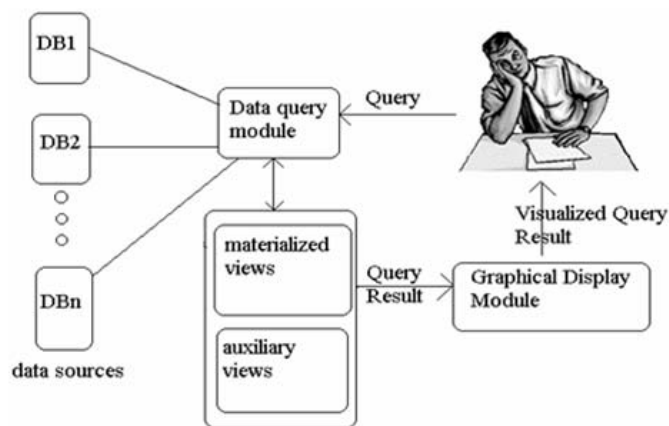 DB1
DB2
DBn
data sources
Data query
module
Query
materialized
views
auxiliary
views
Query
Result
Graphical Display
Module
Visualized Query
Result